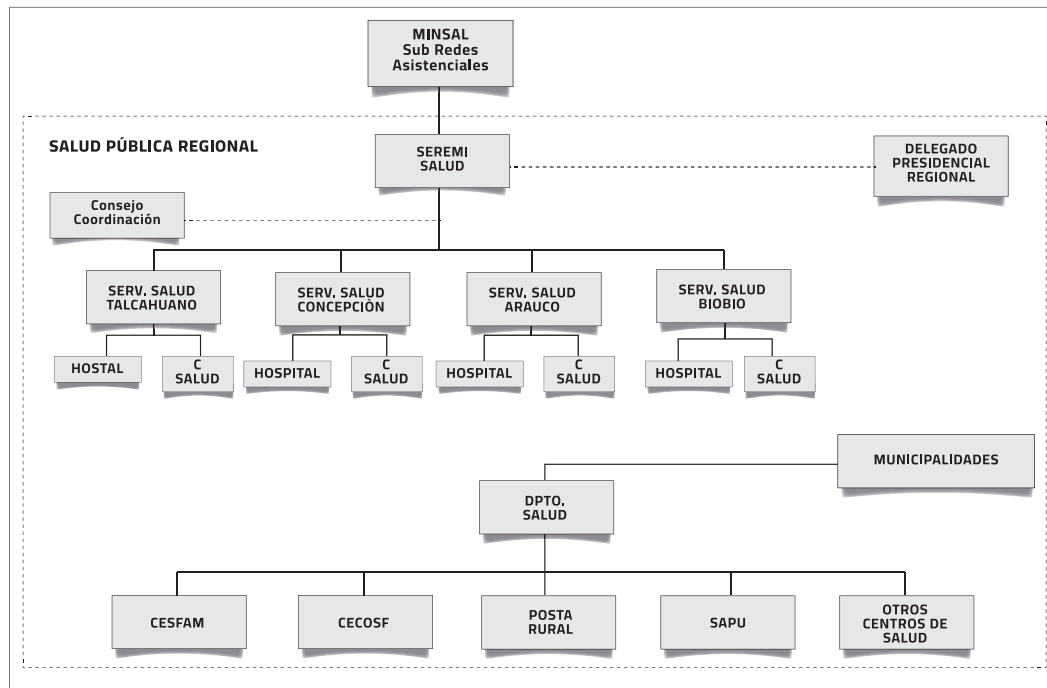 MINSAL
Sub Redes
Asistenciales
SALUD PÚBLICA REGIONAL
SEREMI
SALUD
DELEGADO
PRESIDENCIAL
REGIONAL
Consejo
Coordinación
SERV. SALUD
TALCAHUANO
SERV. SALUD
CONCEPCIÒN
SERV. SALUD
ARAUCO
SERV. SALUD
BIOBIO
HOSTAL
C
SALUD
HOSPITAL
C
SALUD
HOSPITAL
C
SALUD
HOSPITAL
C
SALUD
MUNICIPALIDADES
DPTO.
SALUD
CESFAM
CECOSF
POSTA
RURAL
SAPU
OTROS
CENTROS DE
SALUD